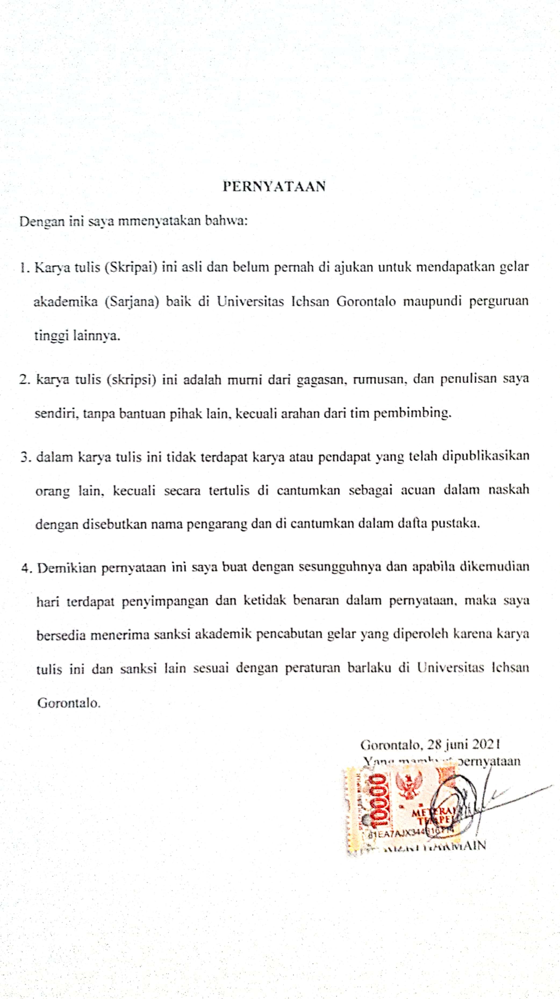 PERNYATAAN
Dengan ini saya mmenyatakan bahwa:
1. Karya tulis (Skripai) ini asli dan belum pernah di ajukan untuk mendapatkan gelar
akademika (Sarjana) baik di Universitas Ichsan Gorontalo maupundi perguruan
tinggi lainnya.
2. karya tulis (skripsi) ini adalah murni dari gagasan, rumusan, dan penulisan saya
sendiri, tanpa bantuan pihak lain, kecuali arahan dari tim pembimbing.
3. dalam karya tulis ini tidak terdapat karya atau pendapat yang telah dipublikasikan
orang lain, kecuali secara tertulis di cantumkan sebagai acuan dalam naskah
dengan disebutkan nama pengarang dan di cantumkan dalam dafta pustaka.
4. Demikian pernyataan ini saya buat dengan sesungguhnya dan apabila dikemudian
hari terdapat penyimpangan dan ketidak benaran dalam pernyataan, maka saya
bersedia menerima sanksi akademik pencabutan gelar yang diperoleh karena karya
tulis ini dan sanksi lain sesuai dengan peraturan barlaku di Universitas Ichsan
Gorontalo.
Gorontalo, 28 juni 2021
Yang pernyataan
10000
METERAI
TEMPEL